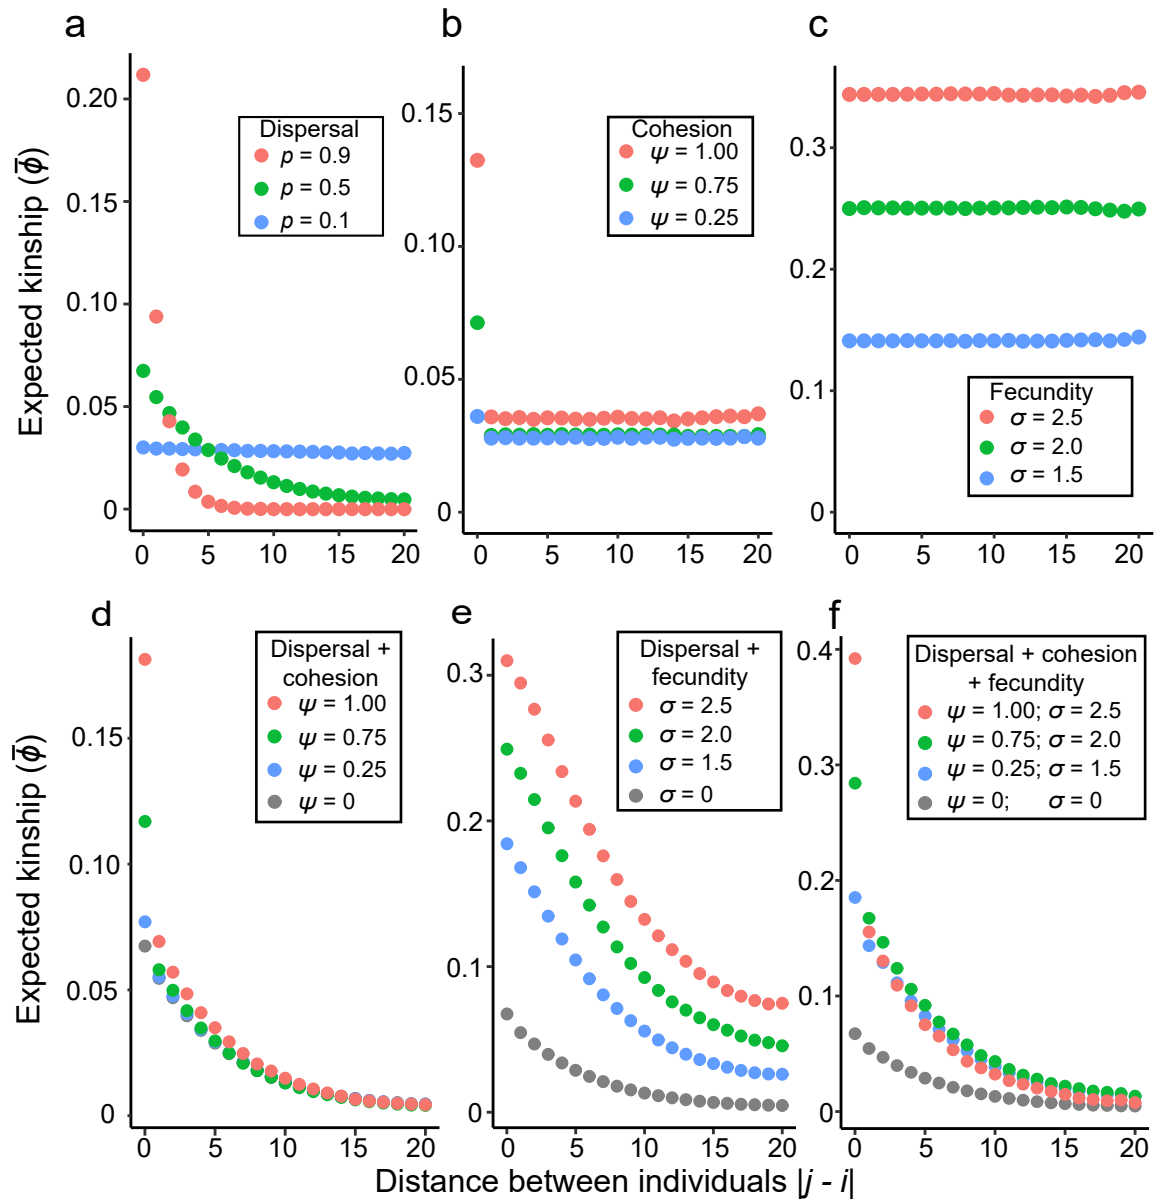 a
b
c
Expected kinship (ϕ̄)
0.20
0.15
0.10
0.05
0
0 5 10 15 20
Dispersal
p = 0.9
p = 0.5
p = 0.1
0.15
0.10
0.05
0
0 5 10 15 20
Cohesion
ψ = 1.00
ψ = 0.75
ψ = 0.25
0.3
0.2
0.1
0
0 5 10 15 20
Fecundity
σ = 2.5
σ = 2.0
σ = 1.5
d
e
f
Expected kinship (ϕ̄)
0.15
0.10
0.05
0
0 5 10 15 20
Dispersal +
cohesion
ψ = 1.00
ψ = 0.75
ψ = 0.25
ψ = 0
0.3
0.2
0.1
0
0 5 10 15 20
Dispersal +
fecundity
σ = 2.5
σ = 2.0
σ = 1.5
σ = 0
0.4
0.3
0.2
0.1
0
0 5 10 15 20
Dispersal + cohesion
+ fecundity
ψ = 1.00; σ = 2.5
ψ = 0.75; σ = 2.0
ψ = 0.25; σ = 1.5
ψ = 0; σ = 0
Distance between individuals |j - i|